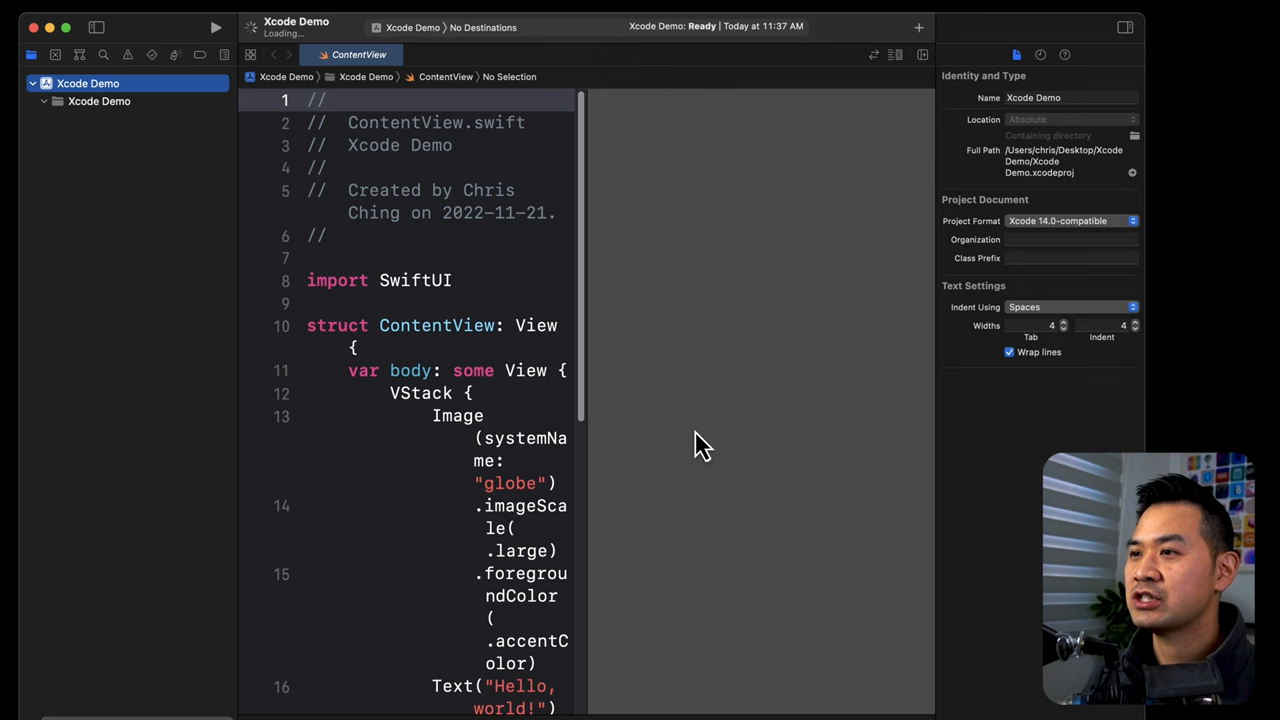 Xcode Demo
Loading...
Xcode Demo
No Destinations
Xcode Demo: Ready | Today at 11:37 AM
ContentView
Xcode Demo
Xcode Demo
Xcode Demo
Xcode Demo
ContentView
No Selection
1 //
2 //  ContentView.swift
3 //  Xcode Demo
4 //
5 //  Created by Chris
Ching on 2022-11-21.
6 //
7
8 import SwiftUI
9
10 struct ContentView: View
{
11 var body: some View {
12 VStack {
13 Image
(systemNa
me:
"globe")
14 .imageSca
le(
.large)
15 .foregrou
ndColor
(
.accentC
olor)
16 Text("Hello,
world!")
Identity and Type
Name Xcode Demo
Location Absolute
Containing directory
Full Path /Users/chris/Desktop/Xcode
Demo/Xcode
Demo.xcodeproj
Project Document
Project Format Xcode 14.0-compatible
Organization
Class Prefix
Text Settings
Indent Using Spaces
Widths 4 4
Tab Indent
Wrap lines